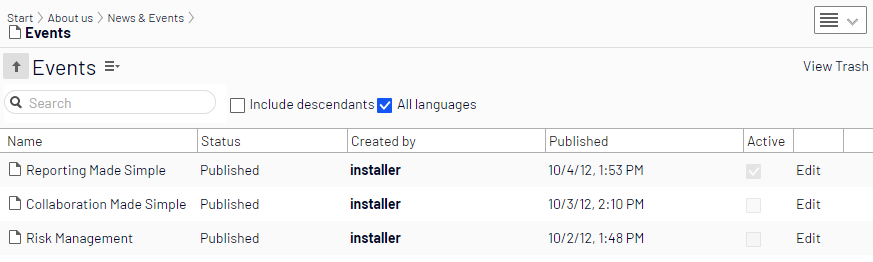 Start About us News & Events
Events
Events
View Trash
Search
Include descendants All languages
Name Status Created by Published Active
Reporting Made Simple Published installer 10/4/12, 1:53 PM Edit
Collaboration Made Simple Published installer 10/3/12, 2:10 PM Edit
Risk Management Published installer 10/2/12, 1:48 PM Edit